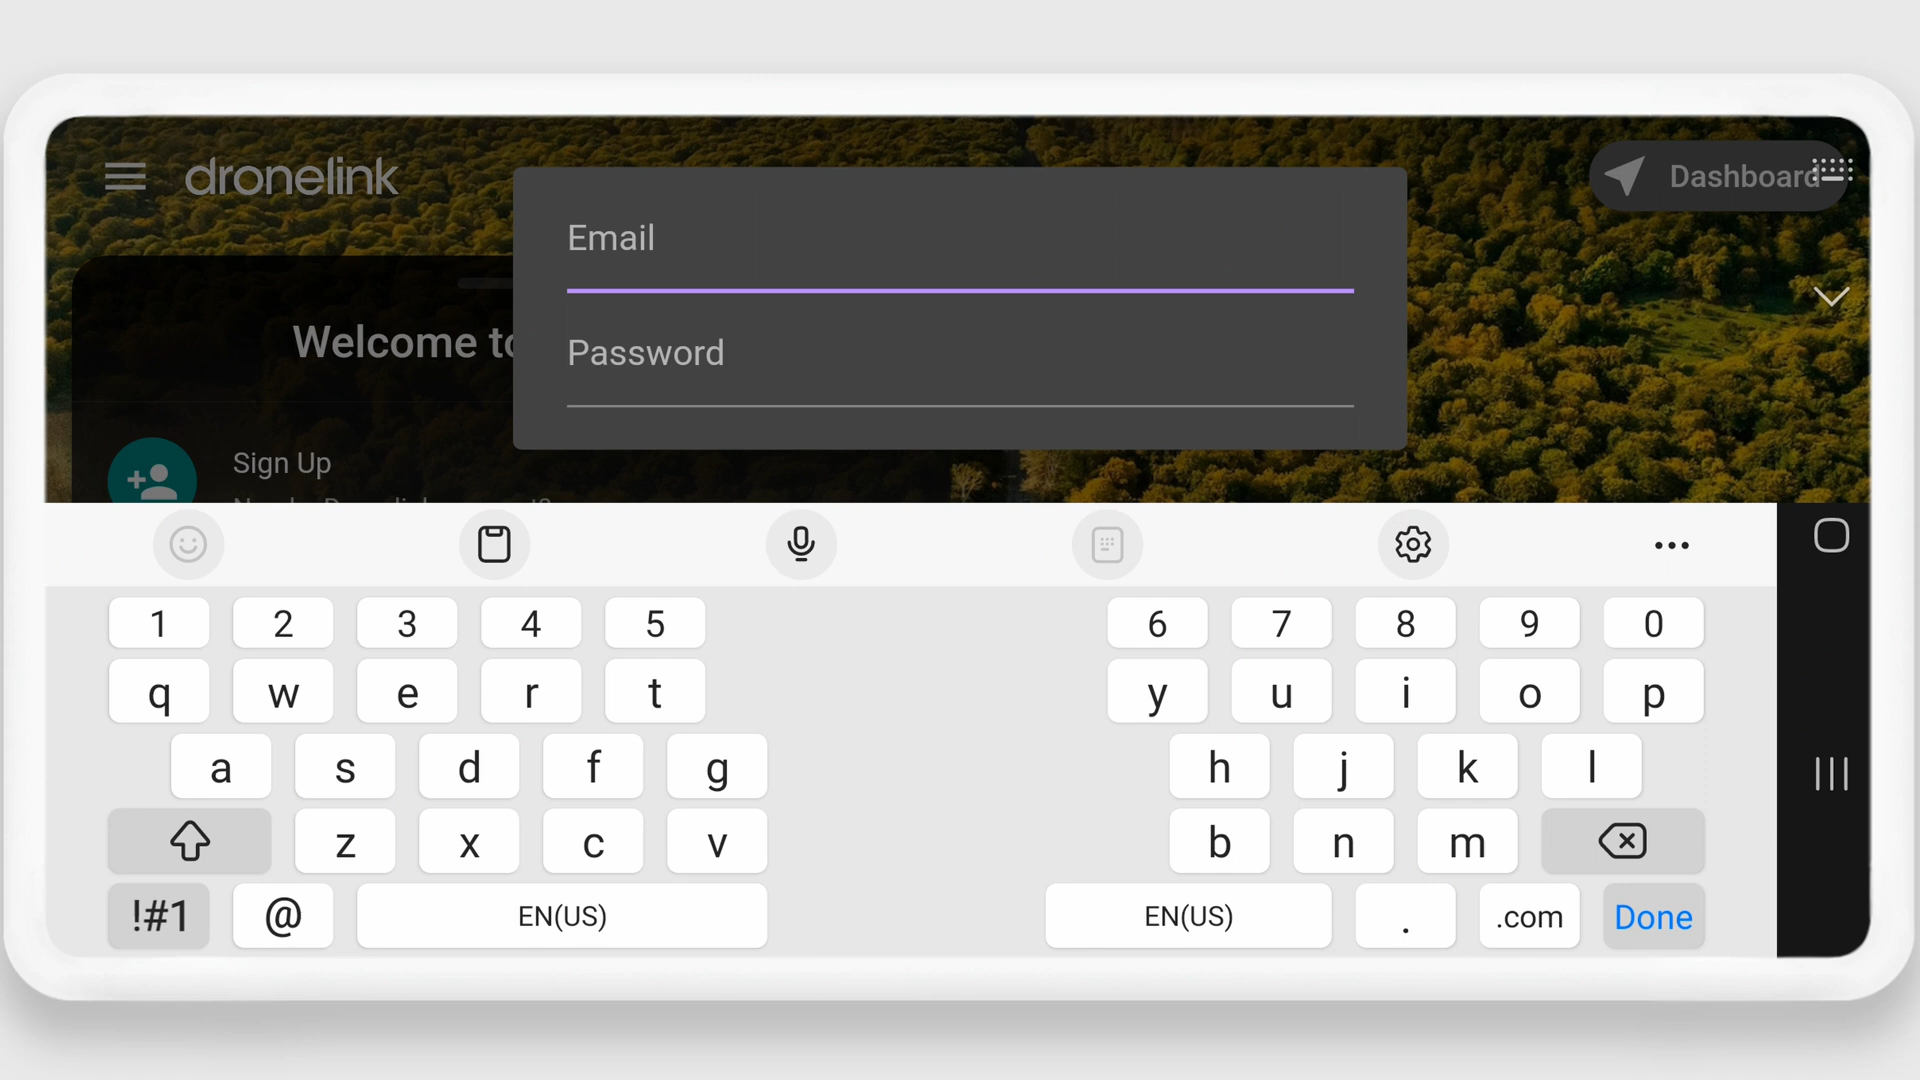 dronelink
Dashboard
Email
Welcome to
Password
Sign Up
1 2 3 4 5 6 7 8 9 0
q w e r t y u i o p
a s d f g h j k l
z x c v b n m
!#1 @ EN(US) EN(US) . .com Done